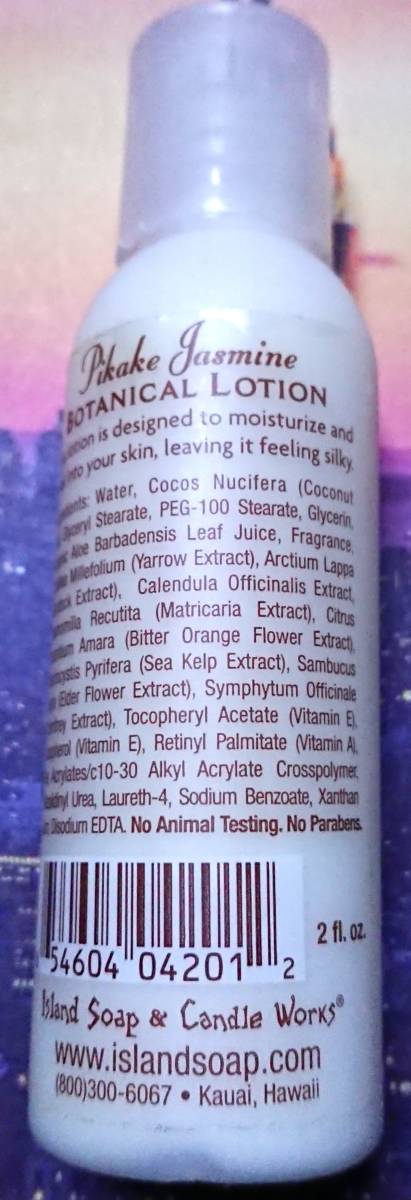 Pikake Jasmine
BOTANICAL LOTION
is designed to moisturize and
your skin, leaving it feeling silky
Water, Cocos Nucifera (Coconut
Stearate, PEG-100 Stearate, Glycerin,
Aloe Barbadensis Leaf Juice, Fragrance,
Millefolium (Yarrow Extract), Arctium Lappa
Extract), Calendula Officinalis Extract,
Recutita (Matricaria Extract), Citrus
Amara (Bitter Orange Flower Extract),
Pyrifera (Sea Kelp Extract), Sambucus
Elder Flower Extract), Symphytum Officinale
Extract), Tocopheryl Acetate (Vitamin E),
(Vitamin E), Retinyl Palmitate (Vitamin A),
Acrylates/c10-30 Alkyl Acrylate Crosspolymer,
Urea, Laureth-4, Sodium Benzoate, Xanthan
Disodium EDTA. No Animal Testing. No Parabens.
54604 04201 2
2 fl. oz.
Island Soap & Candle Works®
www.islandsoap.com
(800)300-6067 • Kauai, Hawaii